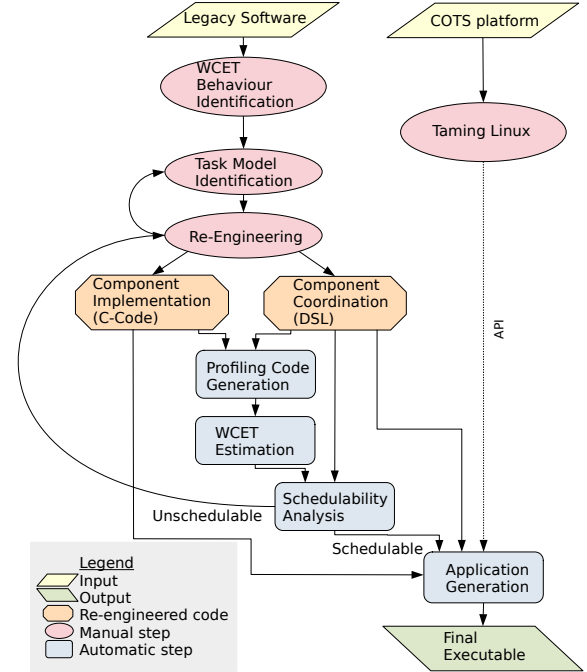 Legacy Software
COTS platform
WCET
Behaviour
Identification
Taming Linux
Task Model
Identification
Re-Engineering
Component
Implementation
(C-Code)
Component
Coordination
(DSL)
API
Profiling Code
Generation
WCET
Estimation
Schedulability
Analysis
Unschedulable
Schedulable
Application
Generation
Final
Executable
Legend
Input
Output
Re-engineered code
Manual step
Automatic step